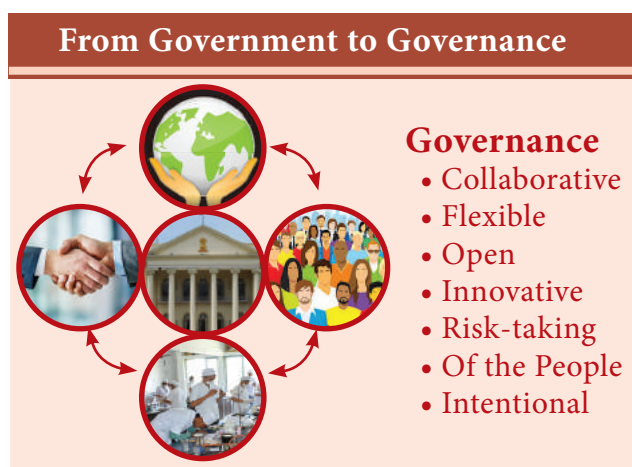 From Government to Governance
Governance
• Collaborative
• Flexible
• Open
• Innovative
• Risk-taking
• Of the People
• Intentional